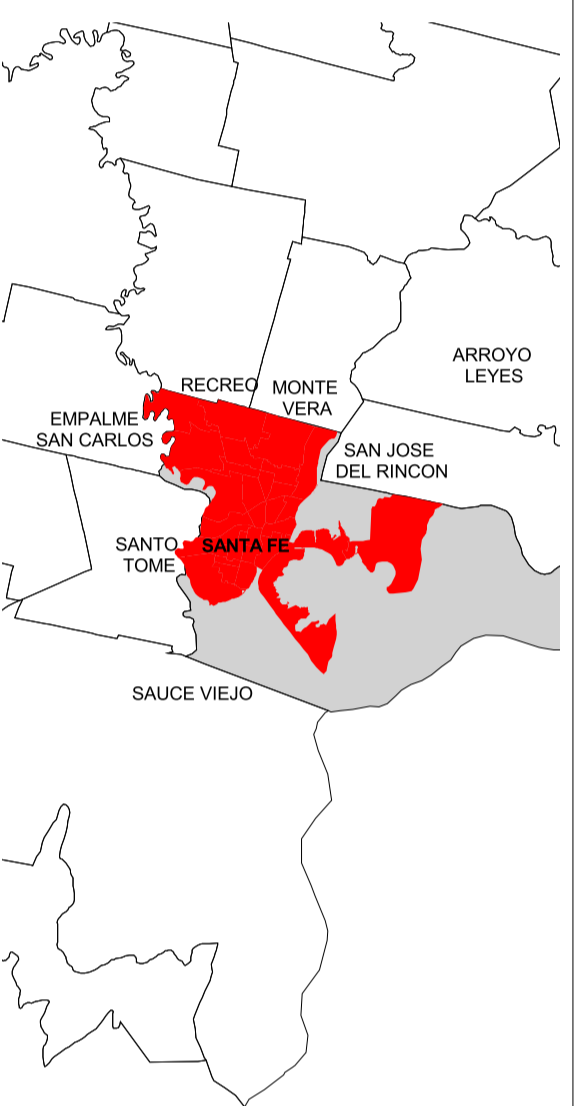 ARROYO
LEYES
RECREO
MONTE
VERA
EMPALME
SAN CARLOS
SAN JOSE
DEL RINCON
SANTO
TOME
SANTA FE
SAUCE VIEJO